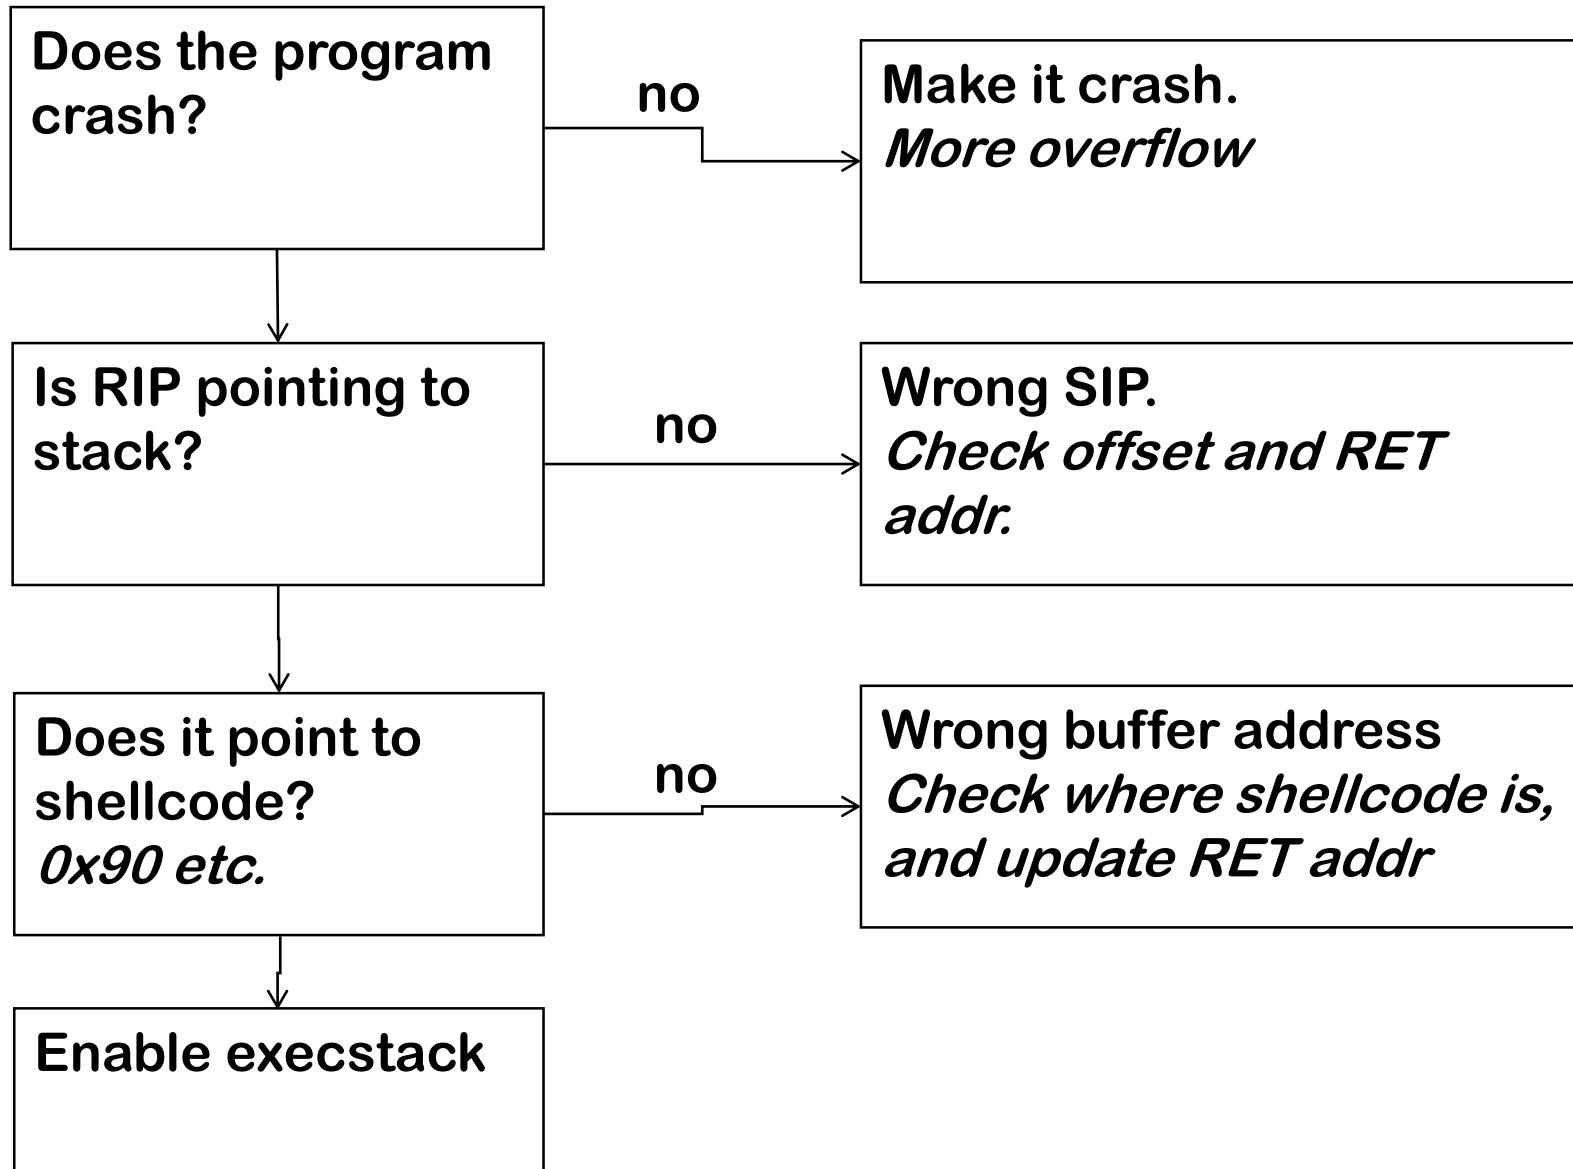 Does the program
crash?
no
Make it crash.
More overflow
Is RIP pointing to
stack?
no
Wrong SIP.
Check offset and RET
addr.
Does it point to
shellcode?
0x90 etc.
no
Wrong buffer address
Check where shellcode is,
and update RET addr
Enable execstack